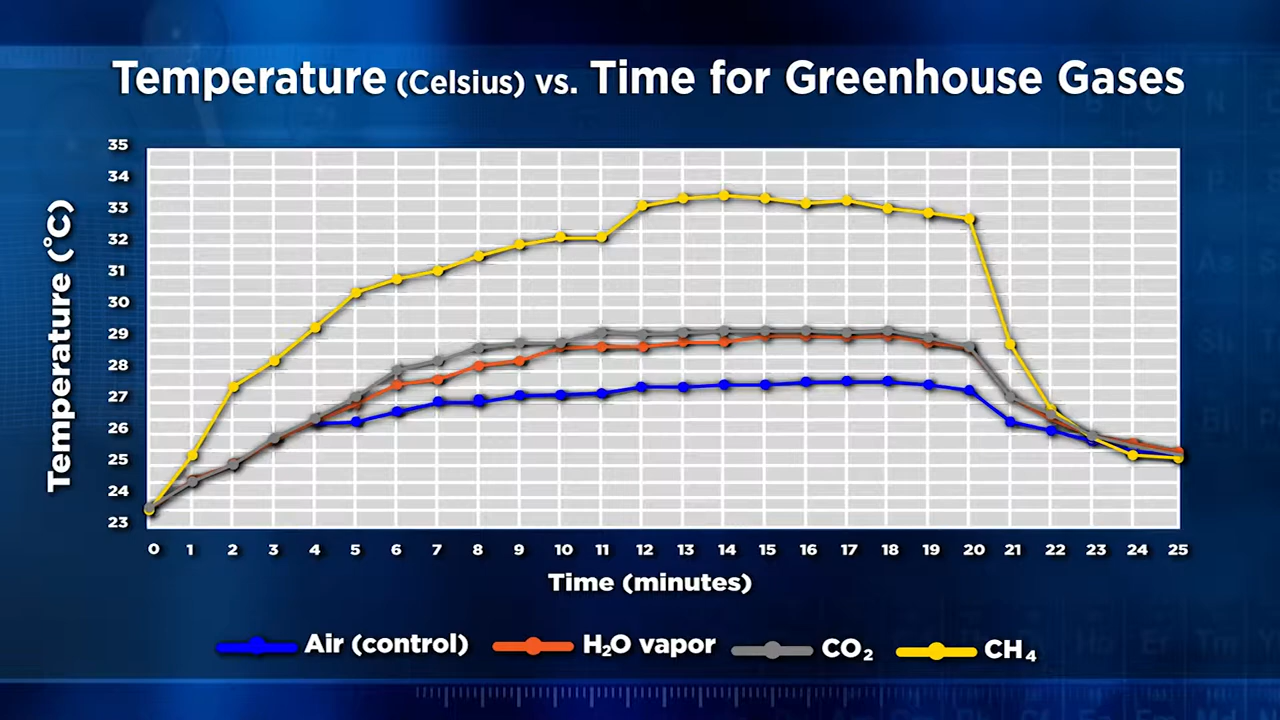 Temperature (Celsius) vs. Time for Greenhouse Gases
35
34
33
32
31
30
29
28
27
26
25
24
23
Temperature (°C)
0 1 2 3 4 5 6 7 8 9 10 11 12 13 14 15 16 17 18 19 20 21 22 23 24 25
Time (minutes)
Air (control) H₂O vapor CO₂ CH₄